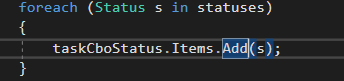 foreach (Status s in statuses)
{
taskCboStatus.Items.Add(s);
}